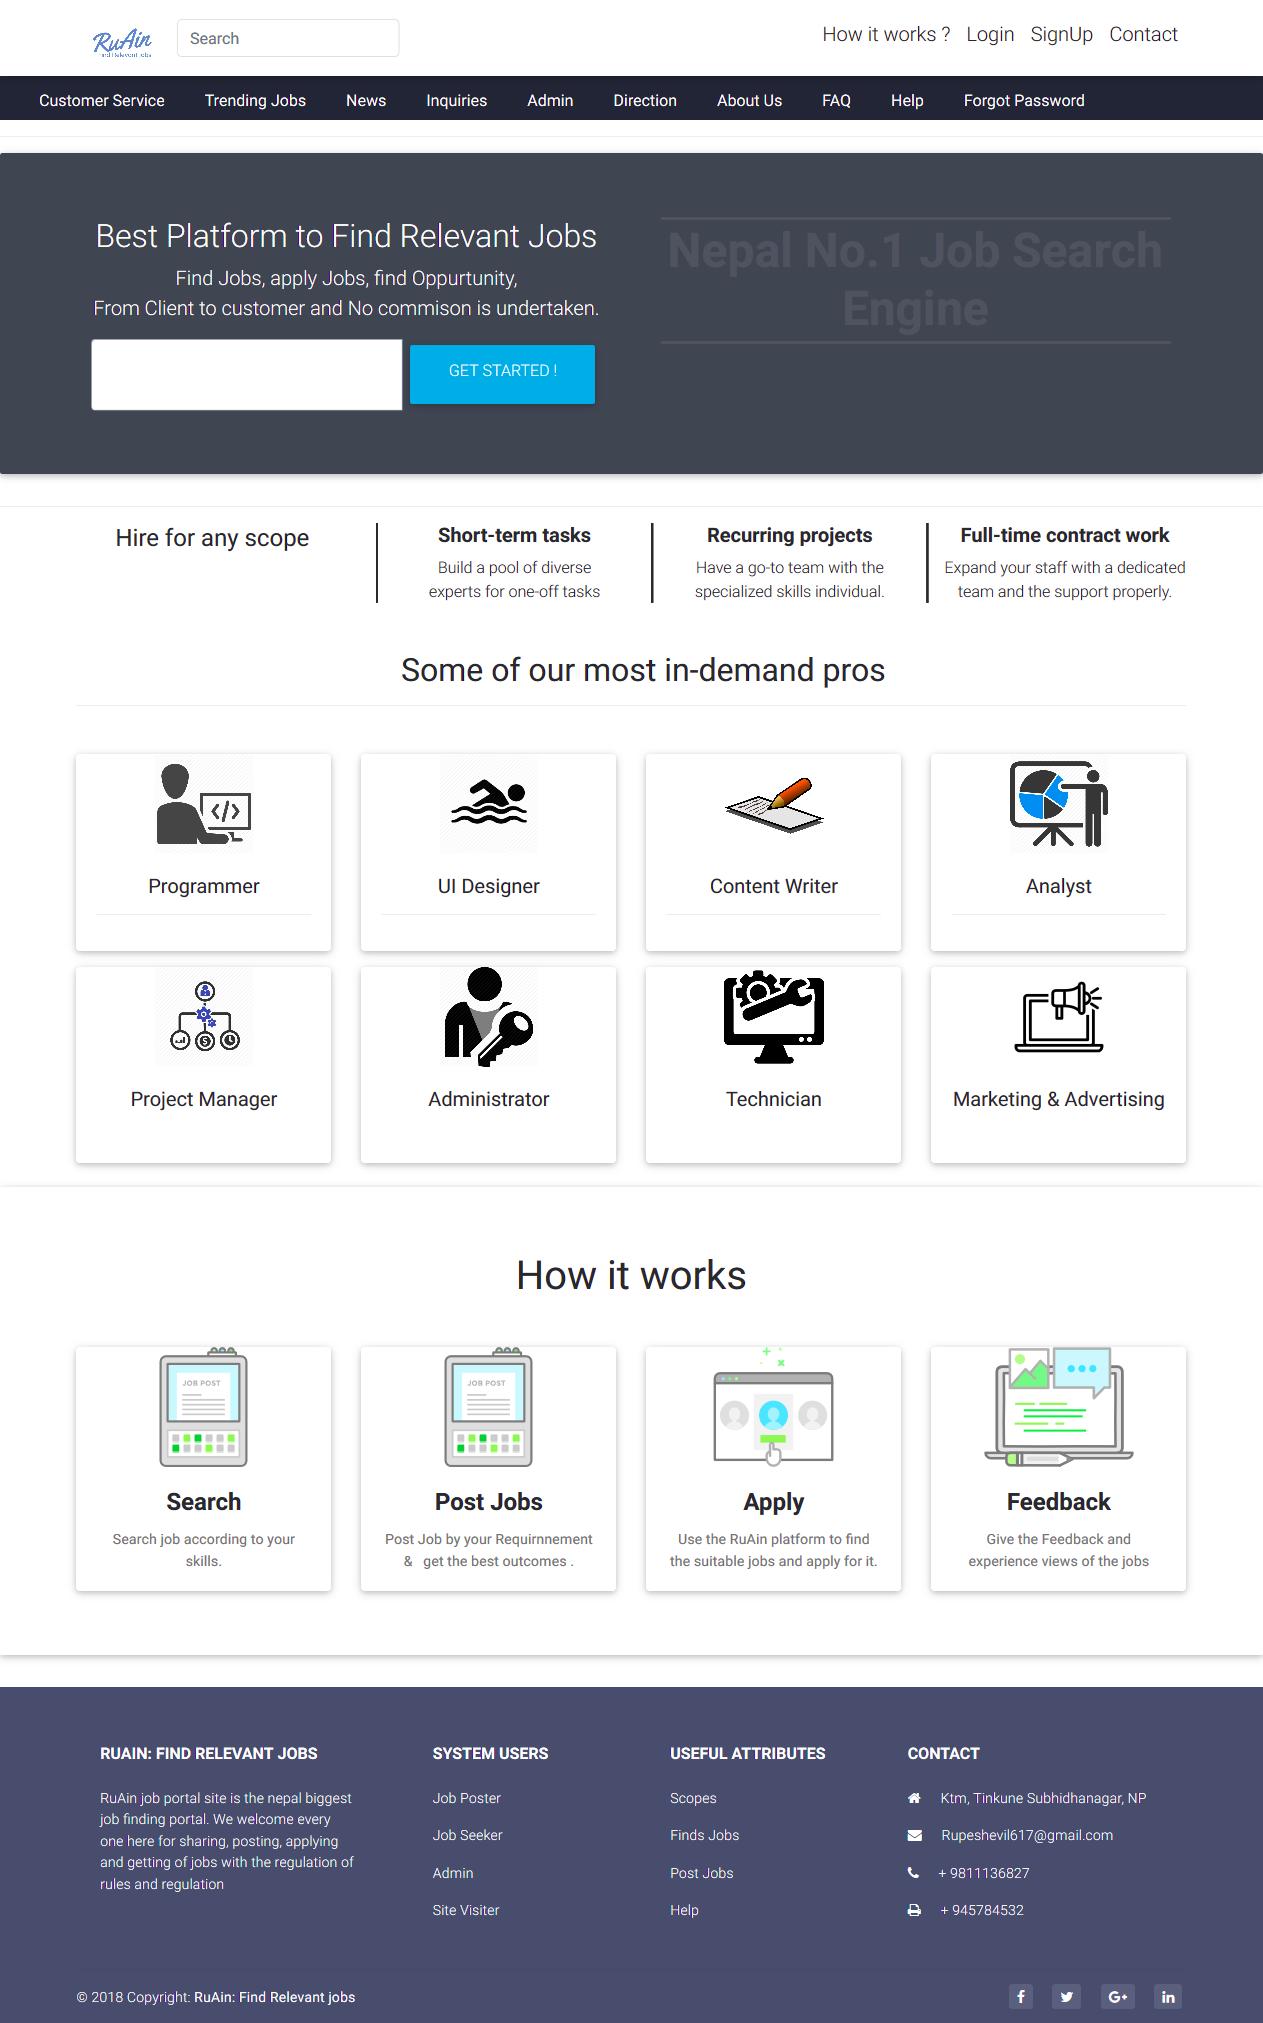 RuAin
Find Relevant Jobs
Search
How it works ? Login SignUp Contact
Customer Service Trending Jobs News Inquiries Admin Direction About Us FAQ Help Forgot Password
Best Platform to Find Relevant Jobs
Find Jobs, apply Jobs, find Oppurtunity,
From Client to customer and No commison is undertaken.
GET STARTED !
Nepal No.1 Job Search
Engine
Hire for any scope
Short-term tasks
Build a pool of diverse
experts for one-off tasks
Recurring projects
Have a go-to team with the
specialized skills individual.
Full-time contract work
Expand your staff with a dedicated
team and the support properly.
Some of our most in-demand pros
Programmer
UI Designer
Content Writer
Analyst
Project Manager
Administrator
Technician
Marketing & Advertising
How it works
JOB POST
Search
Search job according to your
skills.
JOB POST
Post Jobs
Post Job by your Requirnnement
& get the best outcomes .
Apply
Use the RuAin platform to find
the suitable jobs and apply for it.
Feedback
Give the Feedback and
experience views of the jobs
RUAIN: FIND RELEVANT JOBS
RuAin job portal site is the nepal biggest
job finding portal. We welcome every
one here for sharing, posting, applying
and getting of jobs with the regulation of
rules and regulation
SYSTEM USERS
Job Poster
Job Seeker
Admin
Site Visiter
USEFUL ATTRIBUTES
Scopes
Finds Jobs
Post Jobs
Help
CONTACT
Ktm, Tinkune Subhidhanagar, NP
Rupeshevil617@gmail.com
+ 9811136827
+ 945784532
© 2018 Copyright: RuAin: Find Relevant jobs